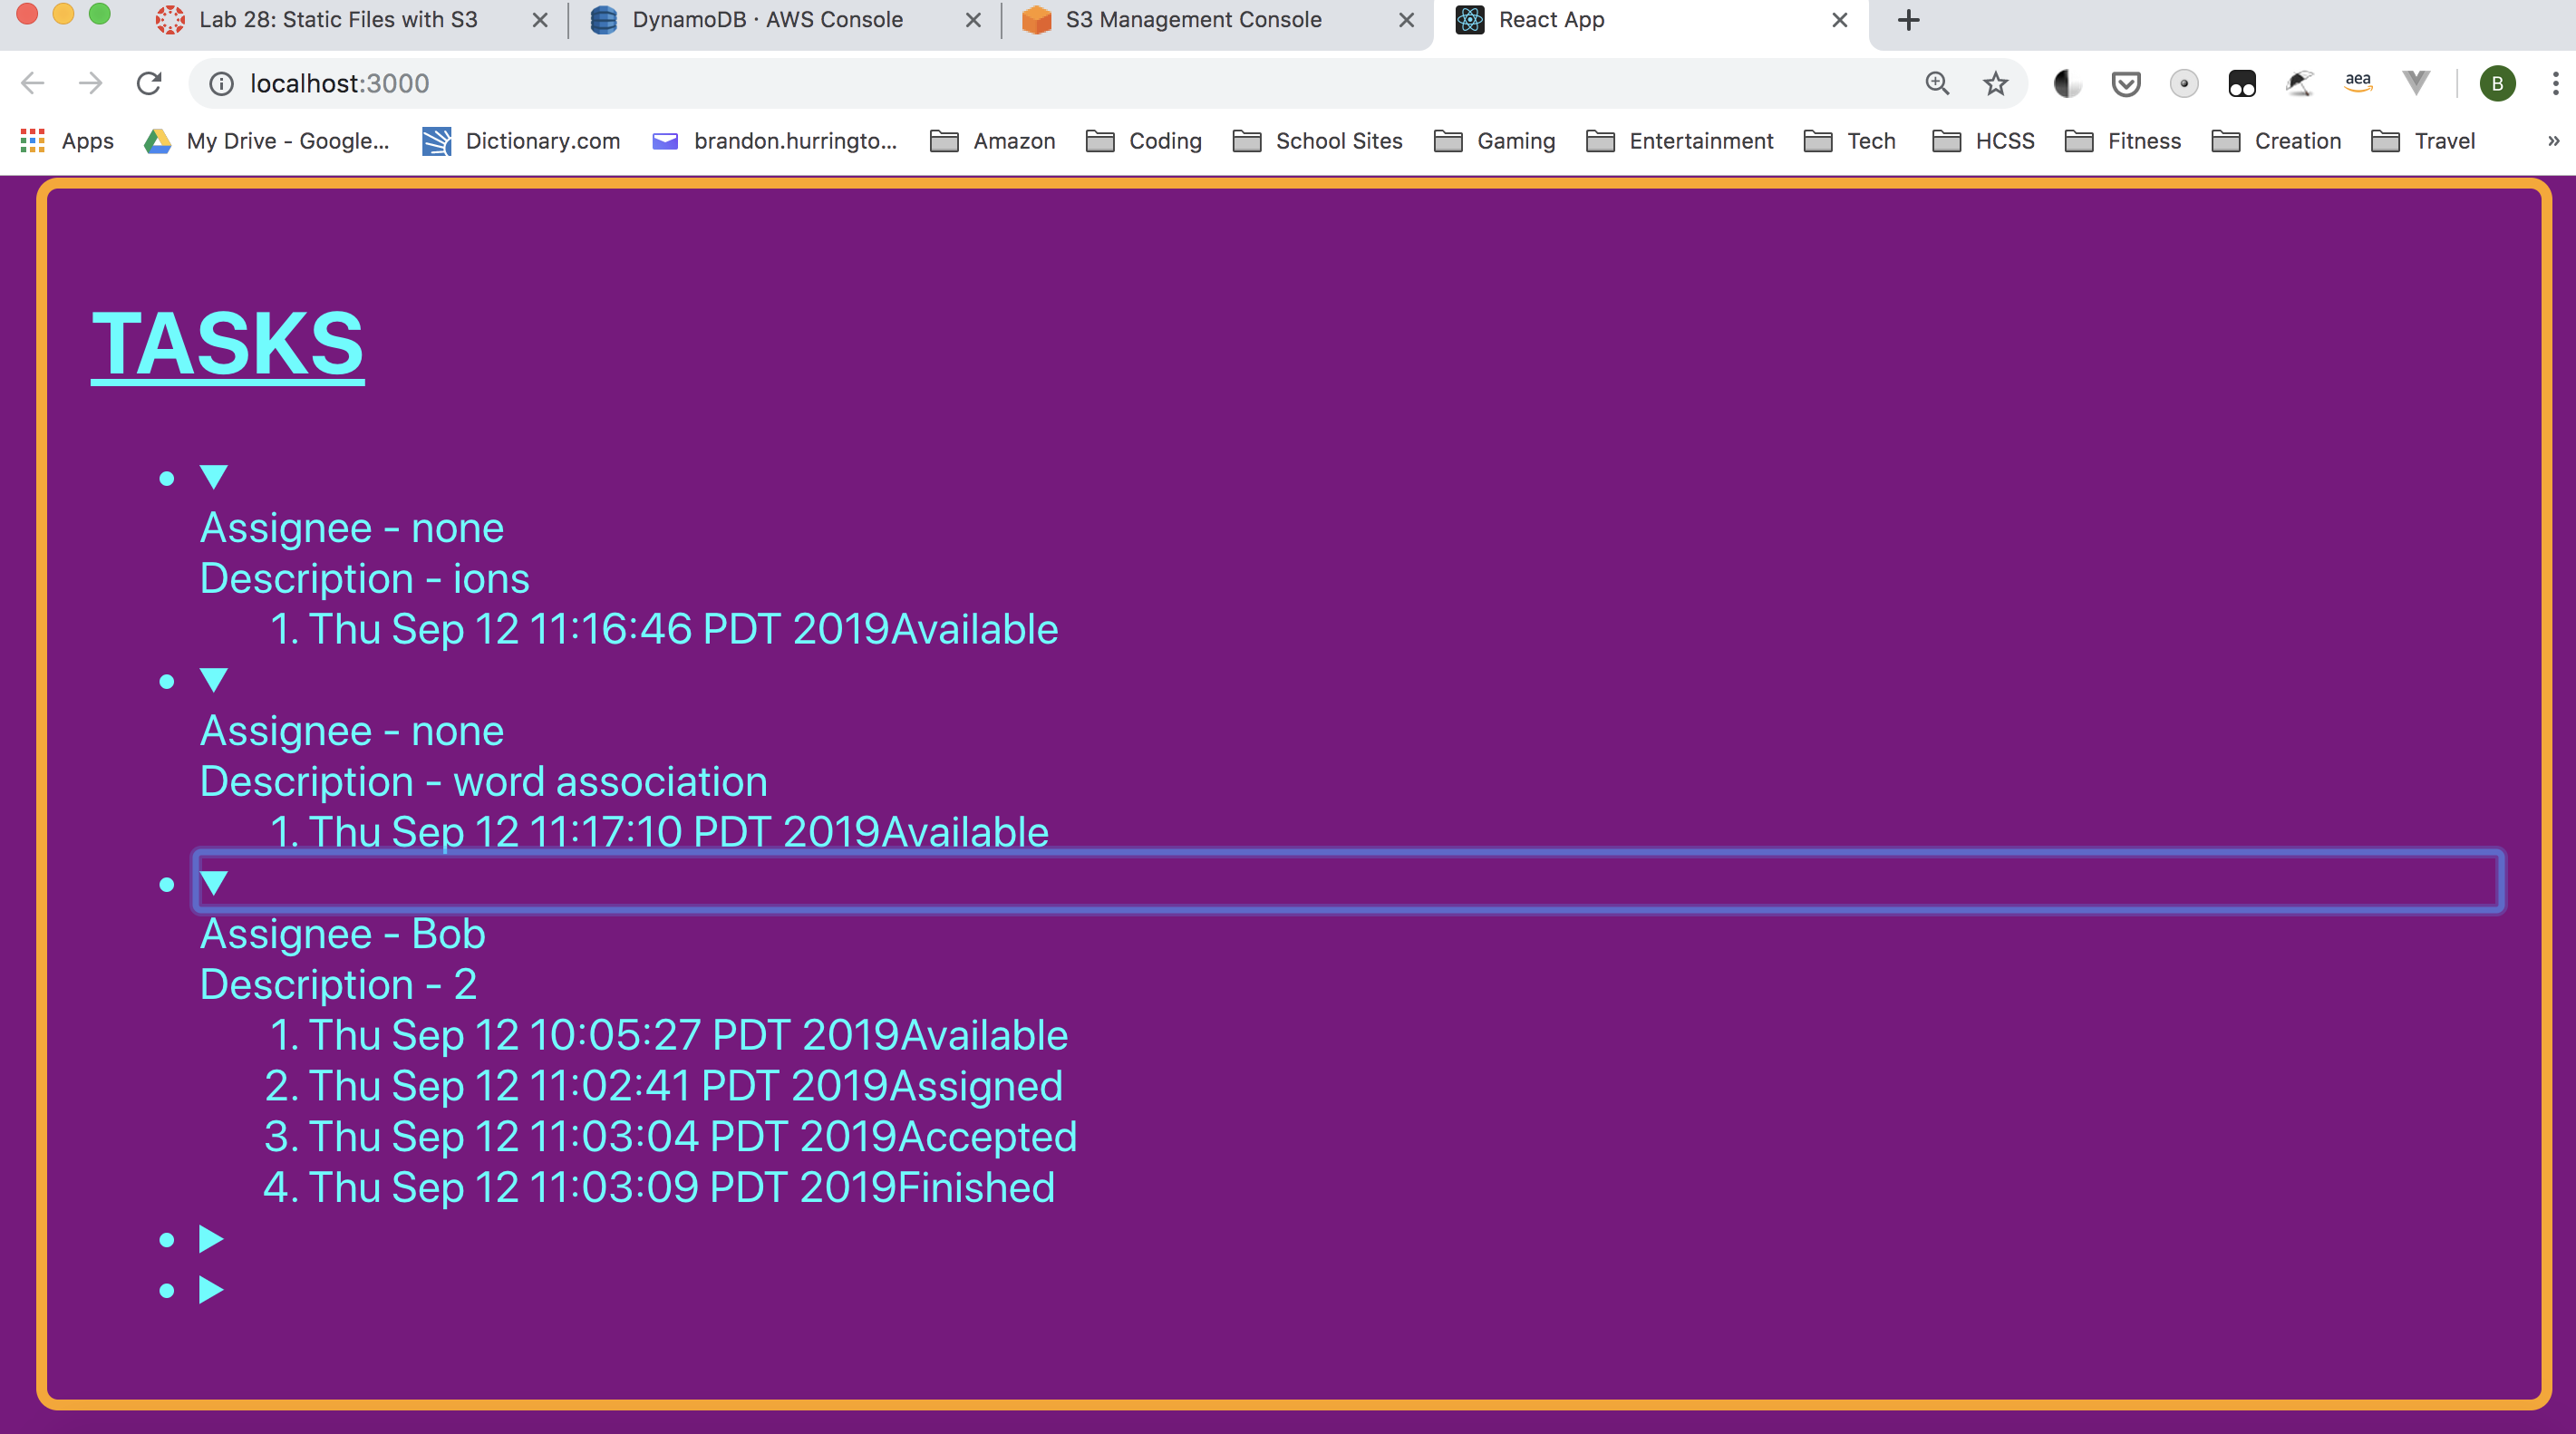 Lab 28: Static Files with S3
DynamoDB · AWS Console
S3 Management Console
React App
localhost:3000
aea
B
Apps
My Drive - Google...
Dictionary.com
brandon.hurringto...
Amazon
Coding
School Sites
Gaming
Entertainment
Tech
HCSS
Fitness
Creation
Travel
»
TASKS
Assignee - none
Description - ions
1. Thu Sep 12 11:16:46 PDT 2019Available
Assignee - none
Description - word association
1. Thu Sep 12 11:17:10 PDT 2019Available
Assignee - Bob
Description - 2
1. Thu Sep 12 10:05:27 PDT 2019Available
2. Thu Sep 12 11:02:41 PDT 2019Assigned
3. Thu Sep 12 11:03:04 PDT 2019Accepted
4. Thu Sep 12 11:03:09 PDT 2019Finished